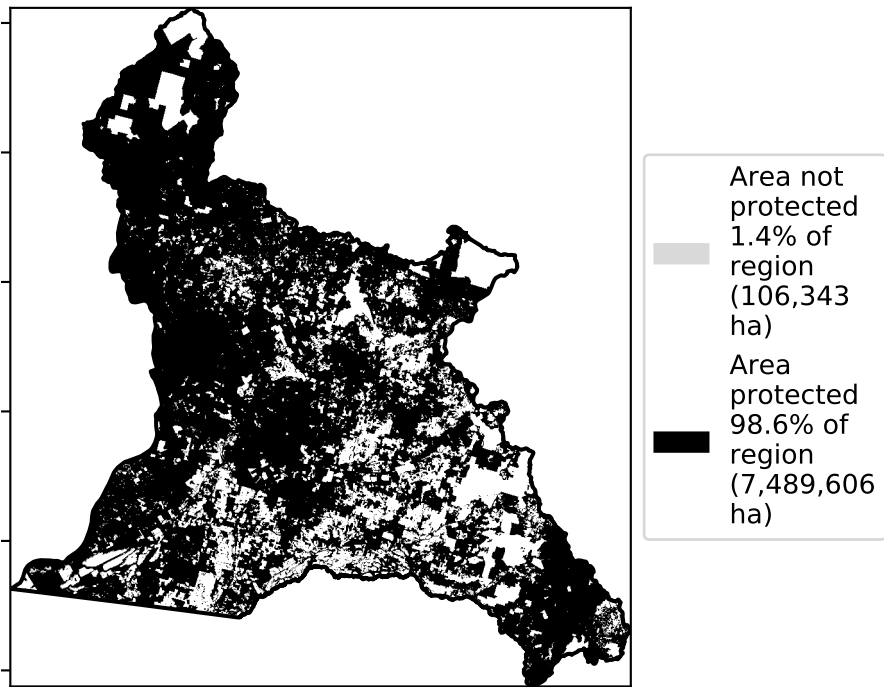 Area not
protected
1.4% of
region
(106,343
ha)
Area
protected
98.6% of
region
(7,489,606
ha)